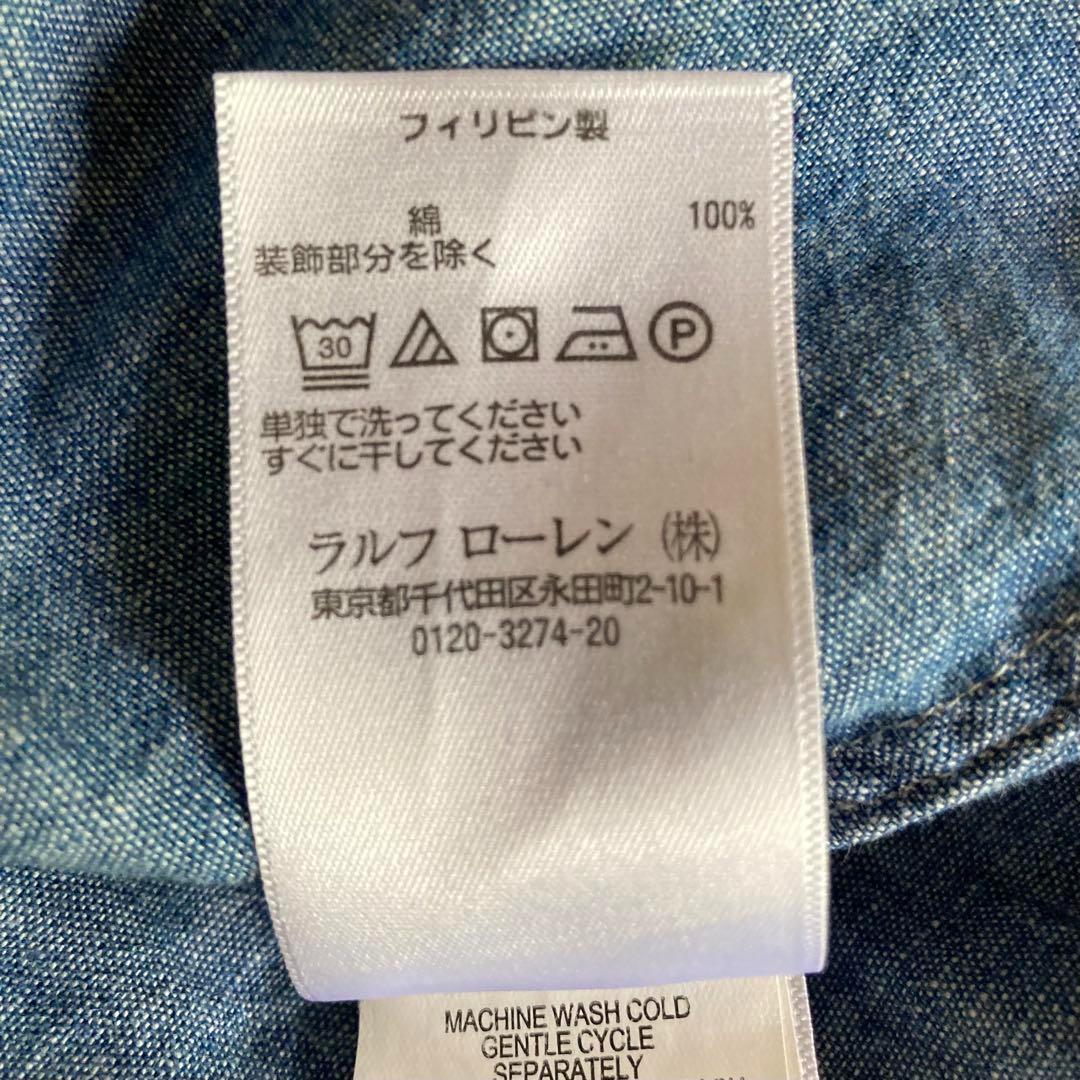 フィリピン製
綿 100%
装飾部分を除く
30 P
単独で洗ってください
すぐに干してください
ラルフ ローレン (株)
東京都千代田区永田町2-10-1
0120-3274-20
MACHINE WASH COLD
GENTLE CYCLE
SEPARATELY